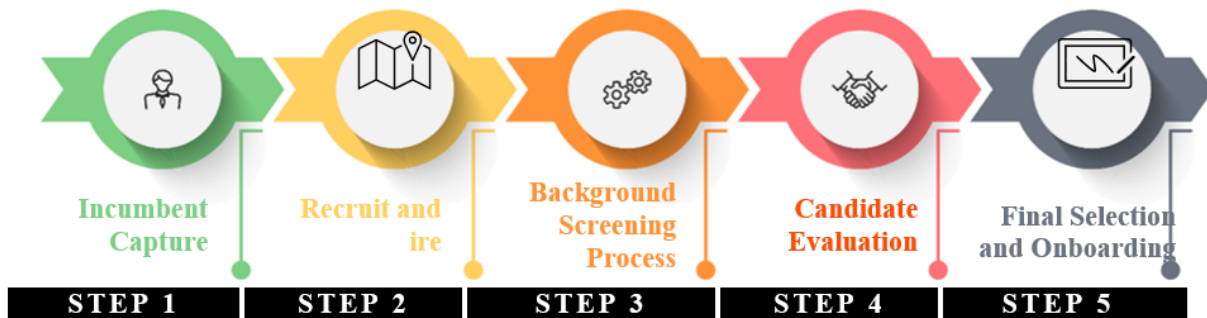 Incumbent
Capture
Recruit and
ire
Background
Screening
Process
Candidate
Evaluation
Final Selection
and Onboarding
STEP 1
STEP 2
STEP 3
STEP 4
STEP 5